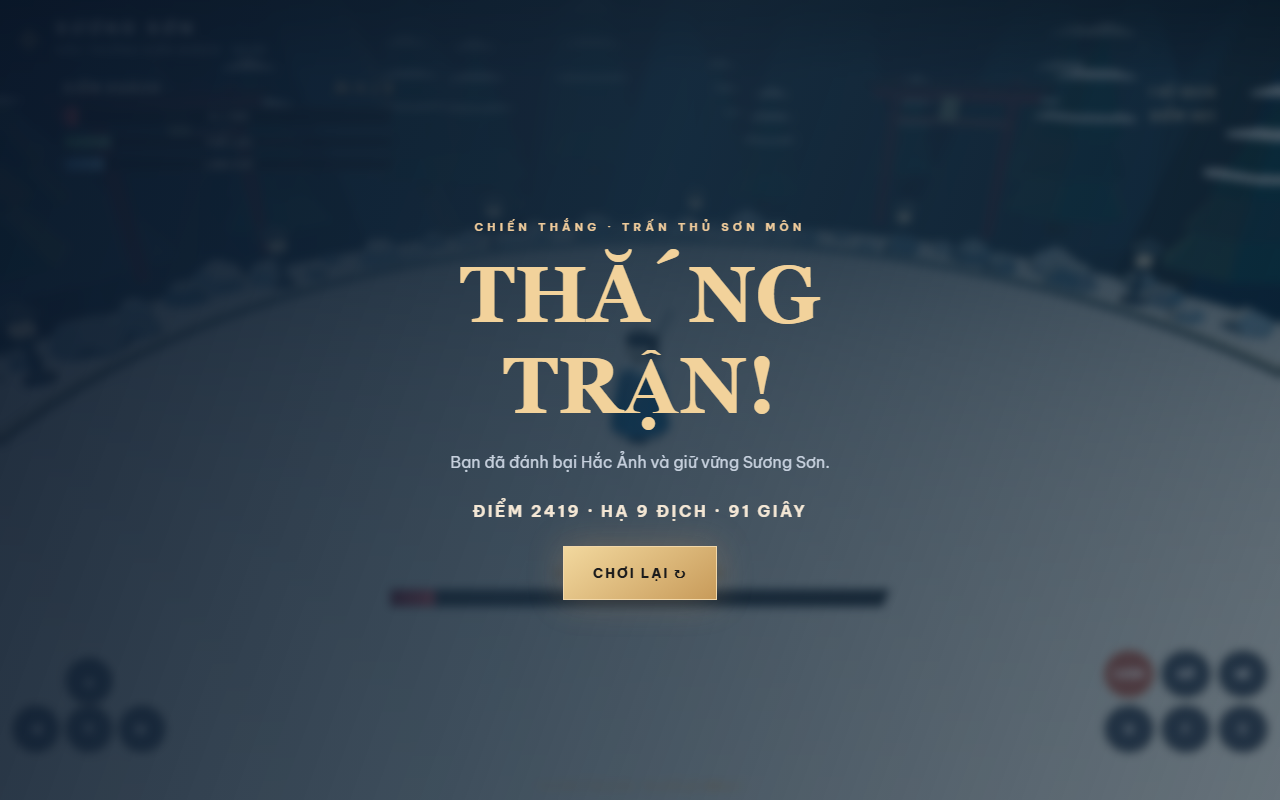 CHIẾN THẮNG · TRẤN THỦ SƠN MÔN
THẮNG
TRẬN!
Bạn đã đánh bại Hắc Ảnh và giữ vững Sương Sơn.
ĐIỂM 2419 · HẠ 9 ĐỊCH · 91 GIÂY
CHƠI LẠI ↻